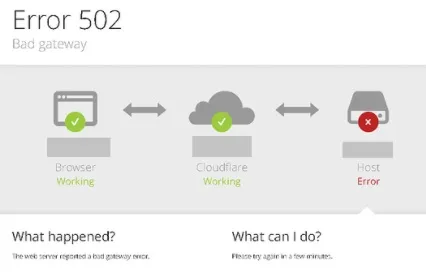 Error 502
Bad gateway
Browser
Working
Cloudflare
Working
Host
Error
What happened?
The web server reported a bad gateway error.
What can I do?
Please try again in a few minutes.